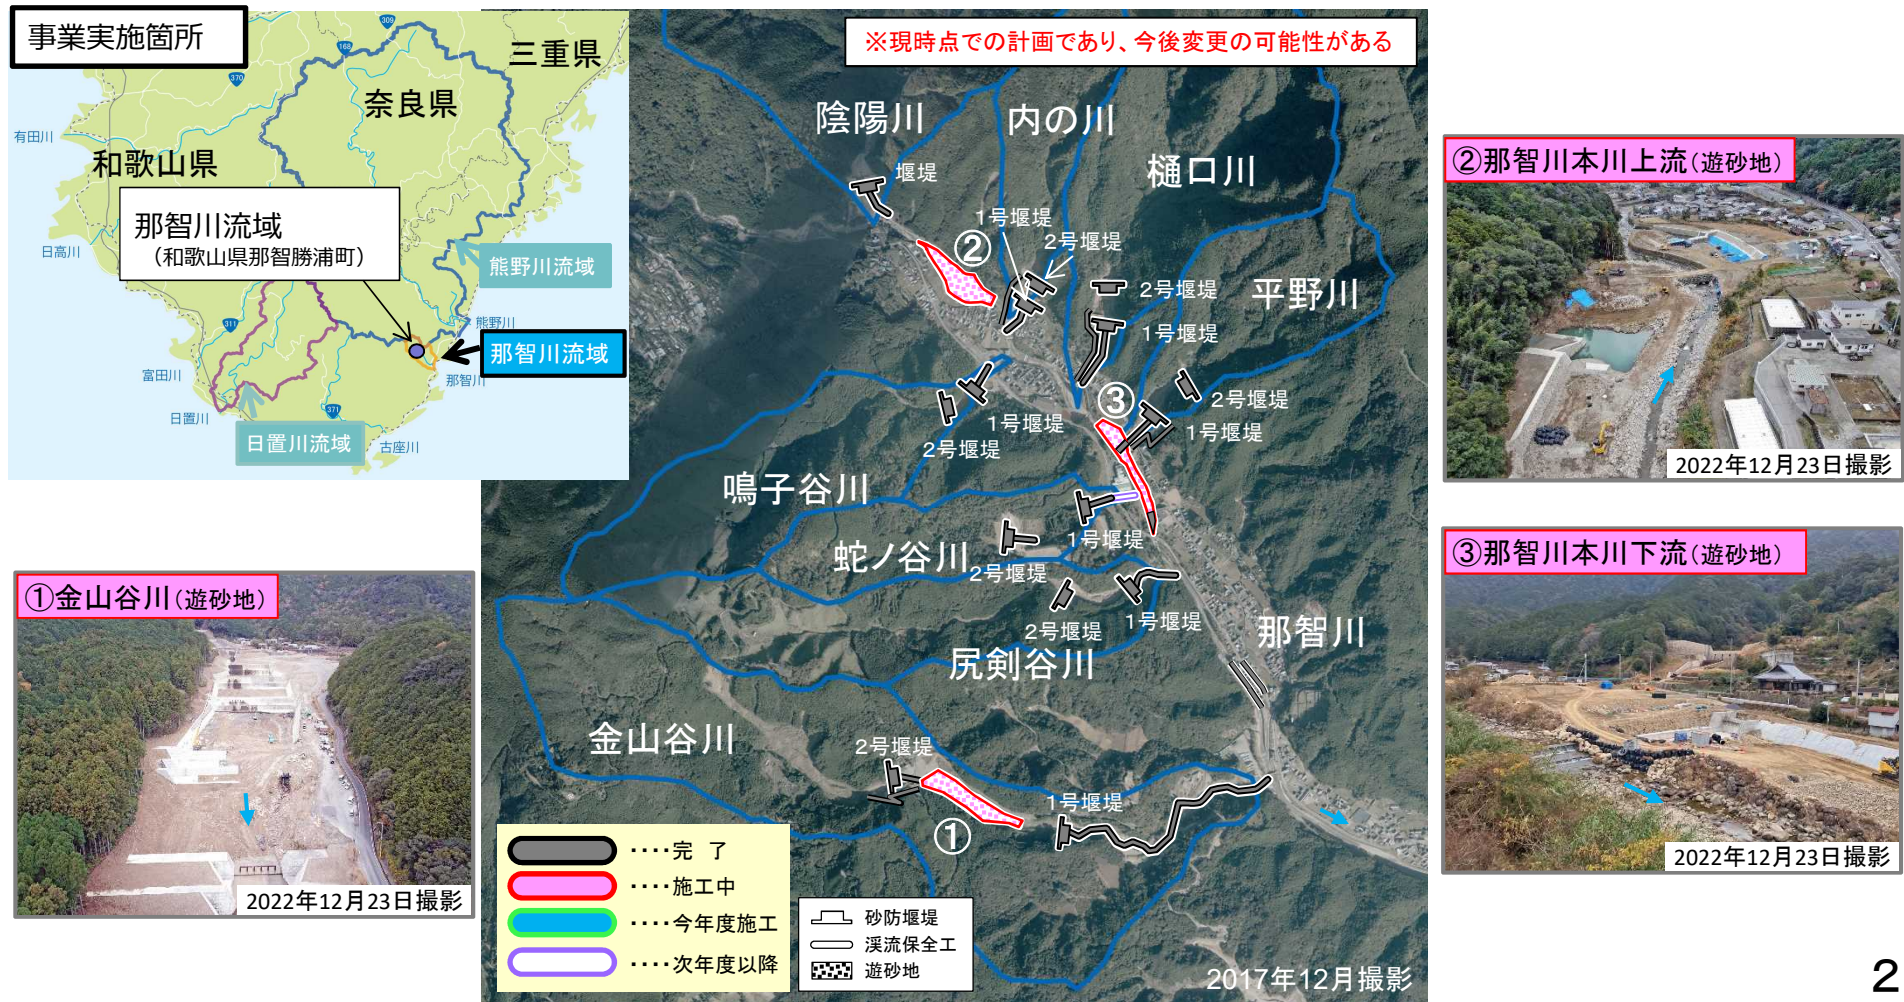 事業実施箇所
三重県
奈良県
和歌山県
有田川
日高川
富田川
日置川
古座川
那智川
熊野川
309
168
370
311
371
那智川流域
(和歌山県那智勝浦町)
熊野川流域
那智川流域
日置川流域
※現時点での計画であり、今後変更の可能性がある
陰陽川
内の川
樋口川
平野川
堰堤
1号堰堤
2号堰堤
②
2号堰堤
1号堰堤
③
2号堰堤
1号堰堤
1号堰堤
2号堰堤
鳴子谷川
蛇ノ谷川
1号堰堤
2号堰堤
2号堰堤
1号堰堤
尻剣谷川
那智川
金山谷川
2号堰堤
1号堰堤
①
・・・・完 了
・・・・施工中
・・・・今年度施工
・・・・次年度以降
砂防堰堤
渓流保全工
遊砂地
2017年12月撮影
①金山谷川(遊砂地)
2022年12月23日撮影
②那智川本川上流(遊砂地)
2022年12月23日撮影
③那智川本川下流(遊砂地)
2022年12月23日撮影
2